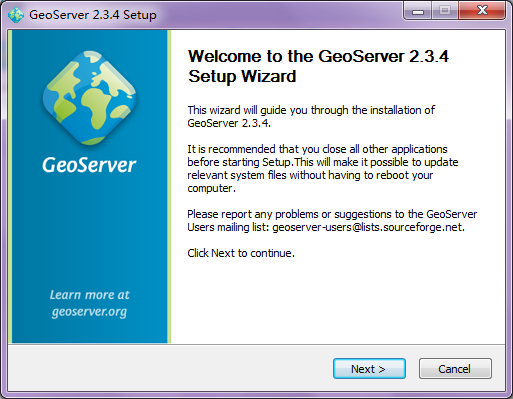 GeoServer 2.3.4 Setup
Welcome to the GeoServer 2.3.4
Setup Wizard
This wizard will guide you through the installation of
GeoServer 2.3.4.
It is recommended that you close all other applications
before starting Setup.This will make it possible to update
relevant system files without having to reboot your
computer.
Please report any problems or suggestions to the GeoServer
Users mailing list: geoserver-users@lists.sourceforge.net.
Click Next to continue.
GeoServer
Learn more at
geoserver.org
Next >
Cancel